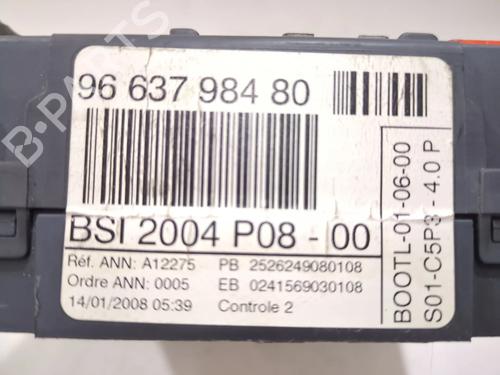 96 637 984 80
BSI 2004 P08 - 00
Réf. ANN: A12275 PB 2526249080108
Ordre ANN: 0005 EB 0241569030108
14/01/2008 05:39 Controle 2
BOOTL-01-06-00
S01-C5P3 - 4.0 P
B-PARTS